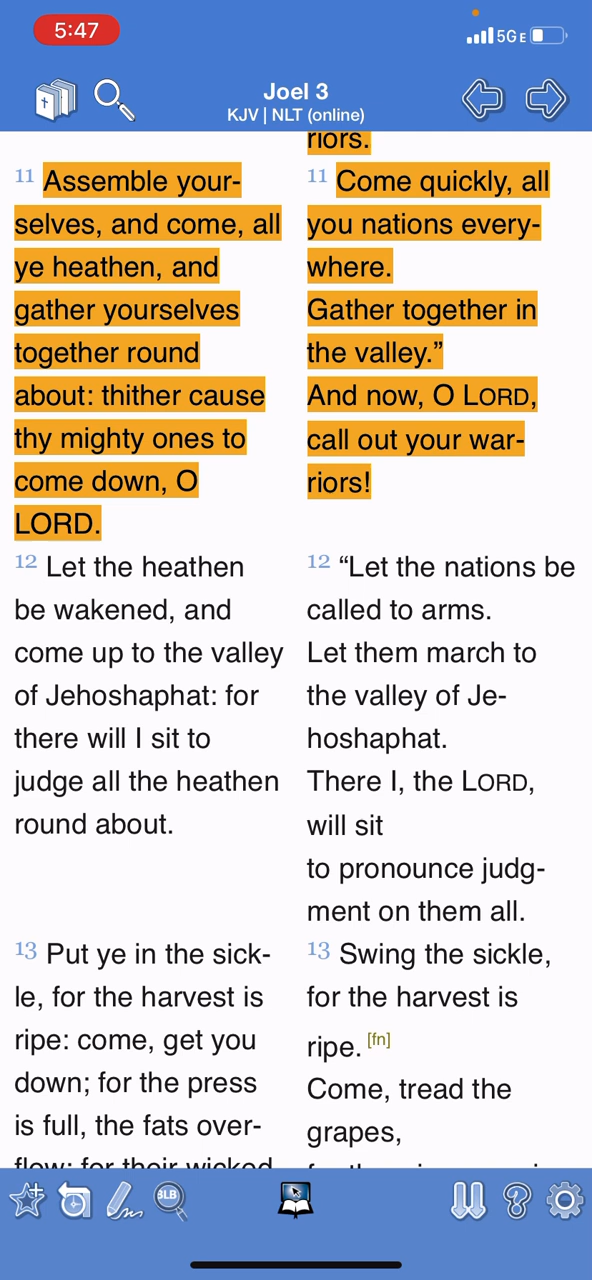 5:47
5G E
Joel 3
KJV | NLT (online)
11 Assemble your-
selves, and come, all
ye heathen, and
gather yourselves
together round
about: thither cause
thy mighty ones to
come down, O
LORD.
12 Let the heathen
be wakened, and
come up to the valley
of Jehoshaphat: for
there will I sit to
judge all the heathen
round about.
13 Put ye in the sick-
le, for the harvest is
ripe: come, get you
down; for the press
is full, the fats over-
flow; for their wicked
riors.
11 Come quickly, all
you nations every-
where.
Gather together in
the valley.”
And now, O LORD,
call out your war-
riors!
12 “Let the nations be
called to arms.
Let them march to
the valley of Je-
hoshaphat.
There I, the LORD,
will sit
to pronounce judg-
ment on them all.
13 Swing the sickle,
for the harvest is
ripe. [fn]
Come, tread the
grapes,
BLB